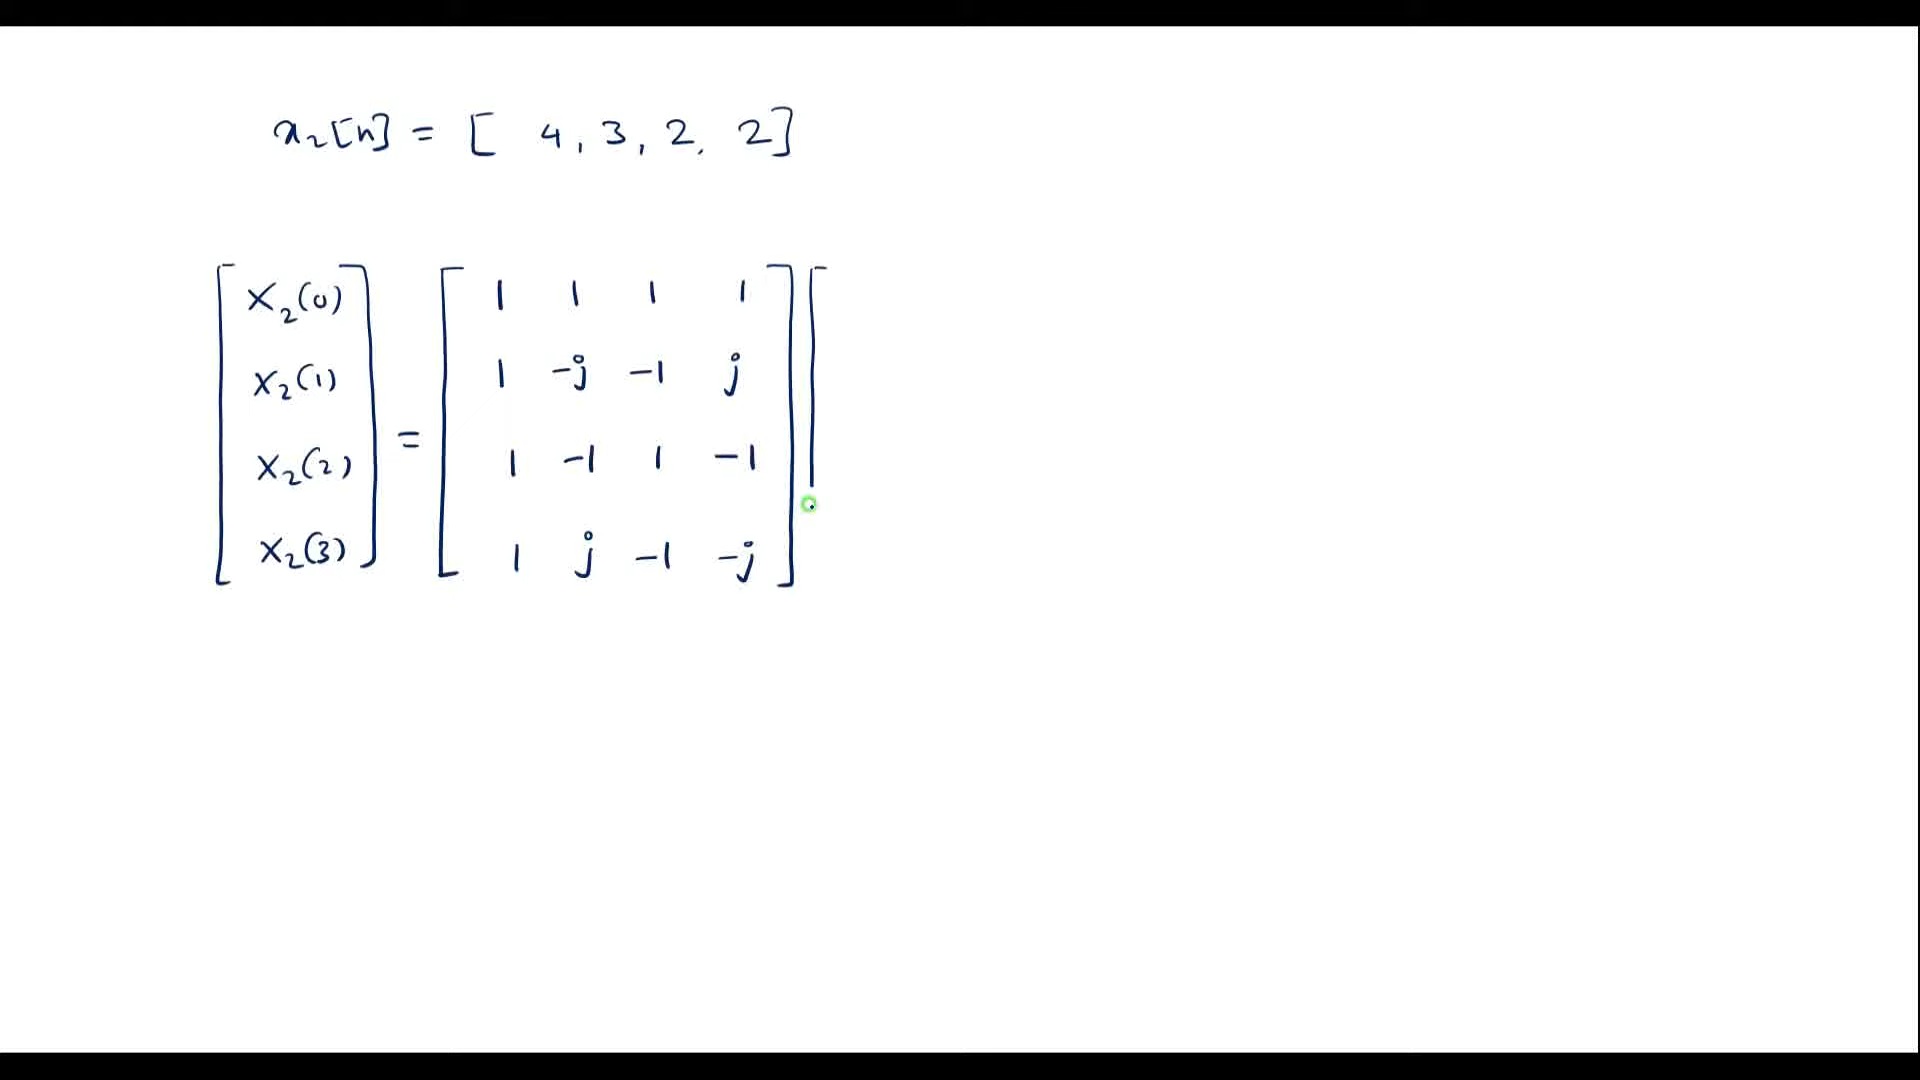 x₂[n] = [ 4, 3, 2, 2]
X₂(0) 1 1 1 1
X₂(1) 1 -j -1 j
=
X₂(2) 1 -1 1 -1
X₂(3) 1 j -1 -j